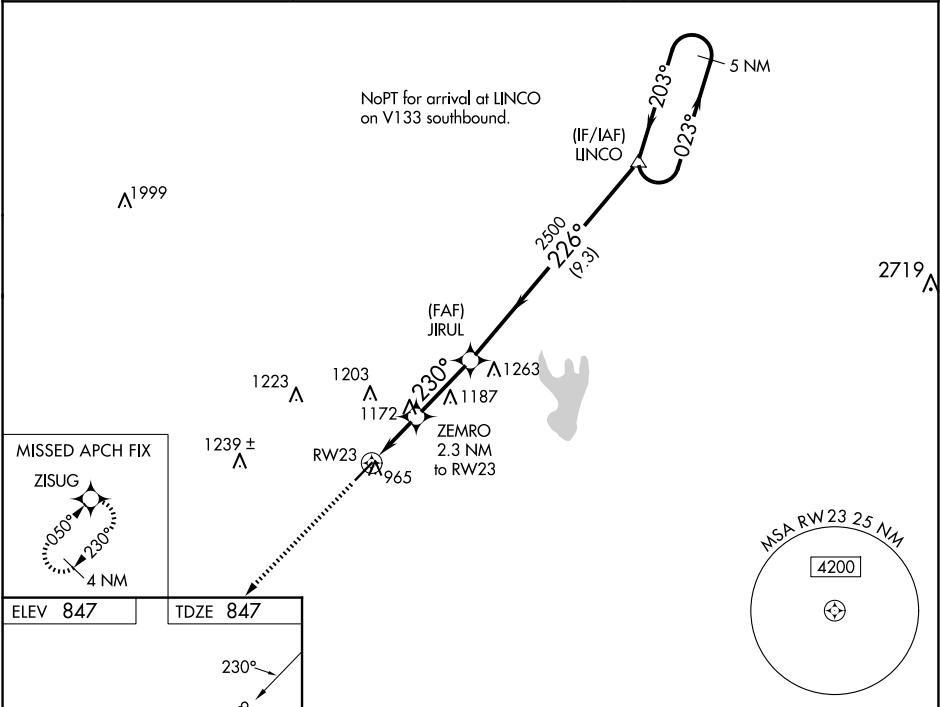 5 NM
203°
023°
NoPT for arrival at LINCO
on V133 southbound.
(IF/IAF)
LINCO
1999
2500
226°
(9.3)
2719
(FAF)
JIRUL
1263
230°
1203
1223
1187
1172
ZEMRO
2.3 NM
to RW23
1239 ±
RW23
965
MISSED APCH FIX
ZISUG
050°
230°
4 NM
MSA RW23 25 NM
4200
ELEV 847
TDZE 847
230°